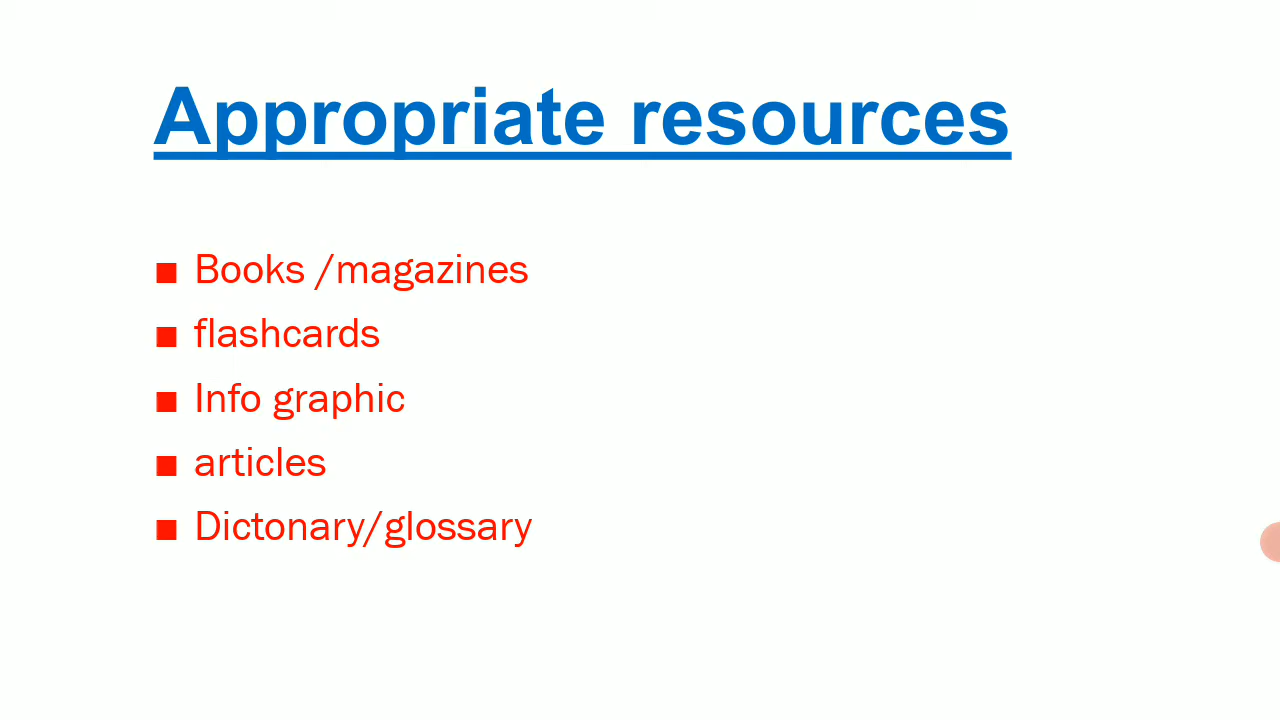 Appropriate resources
■ Books /magazines
■ flashcards
■ Info graphic
■ articles
■ Dictonary/glossary